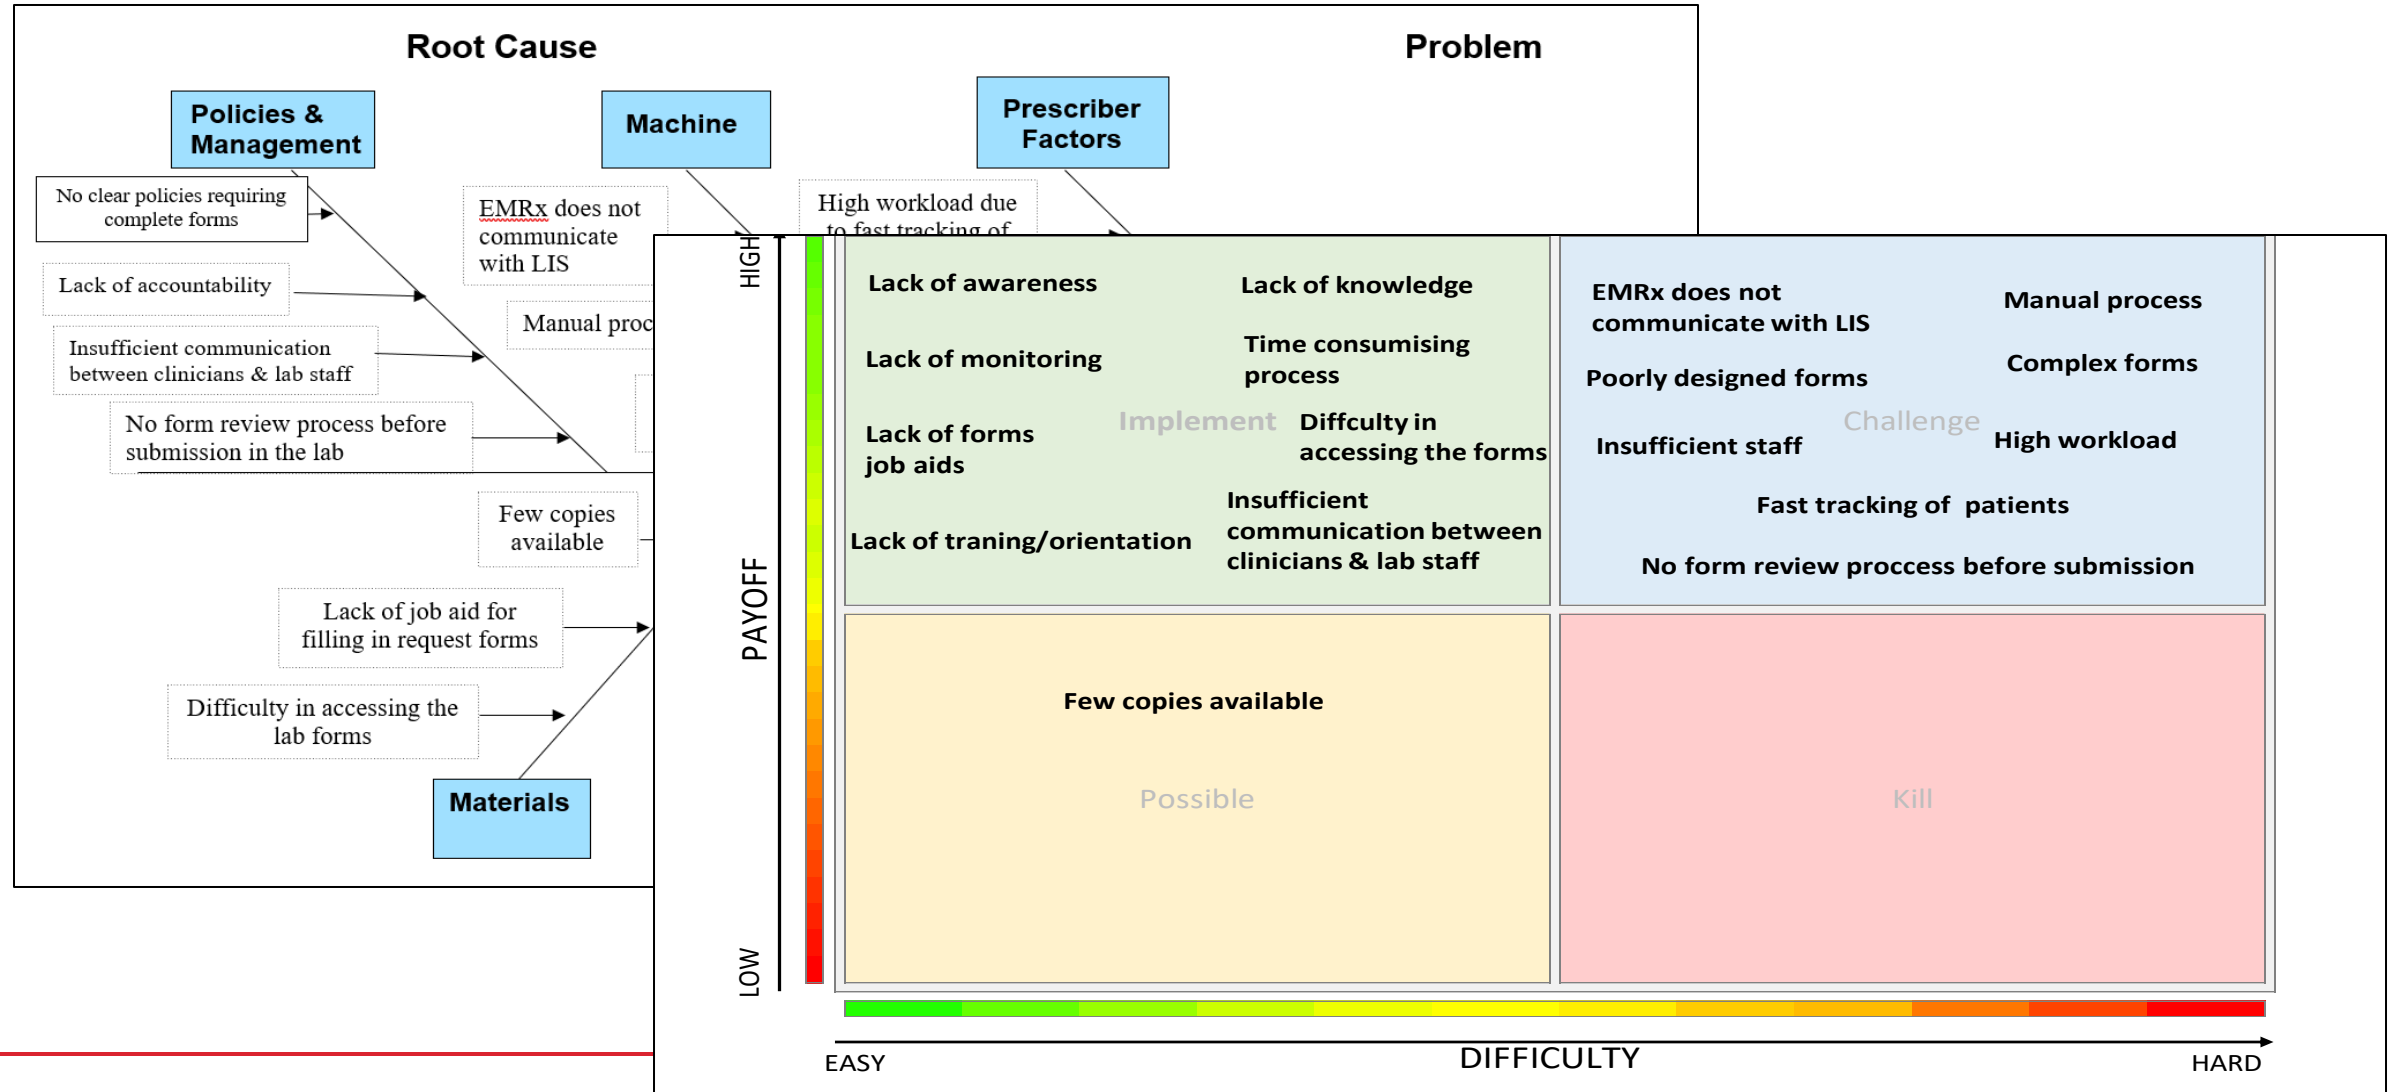 Root Cause
Problem
Policies &
Management
Machine
Prescriber
Factors
No clear policies requiring
complete forms
Lack of accountability
Insufficient communication
between clinicians & lab staff
No form review process before
submission in the lab
EMRx does not
communicate
with LIS
Manual proc
High workload due
to fast tracking of
Few copies
available
Lack of job aid for
filling in request forms
Difficulty in accessing the
lab forms
Materials
HIGH
PAYOFF
LOW
Lack of awareness
Lack of knowledge
Lack of monitoring
Time consumising
process
Implement
Lack of forms
job aids
Diffculty in
accessing the forms
Lack of traning/orientation
Insufficient
communication between
clinicians & lab staff
EMRx does not
communicate with LIS
Manual process
Poorly designed forms
Complex forms
Challenge
Insufficient staff
High workload
Fast tracking of patients
No form review proccess before submission
Few copies available
Possible
Kill
EASY
DIFFICULTY
HARD